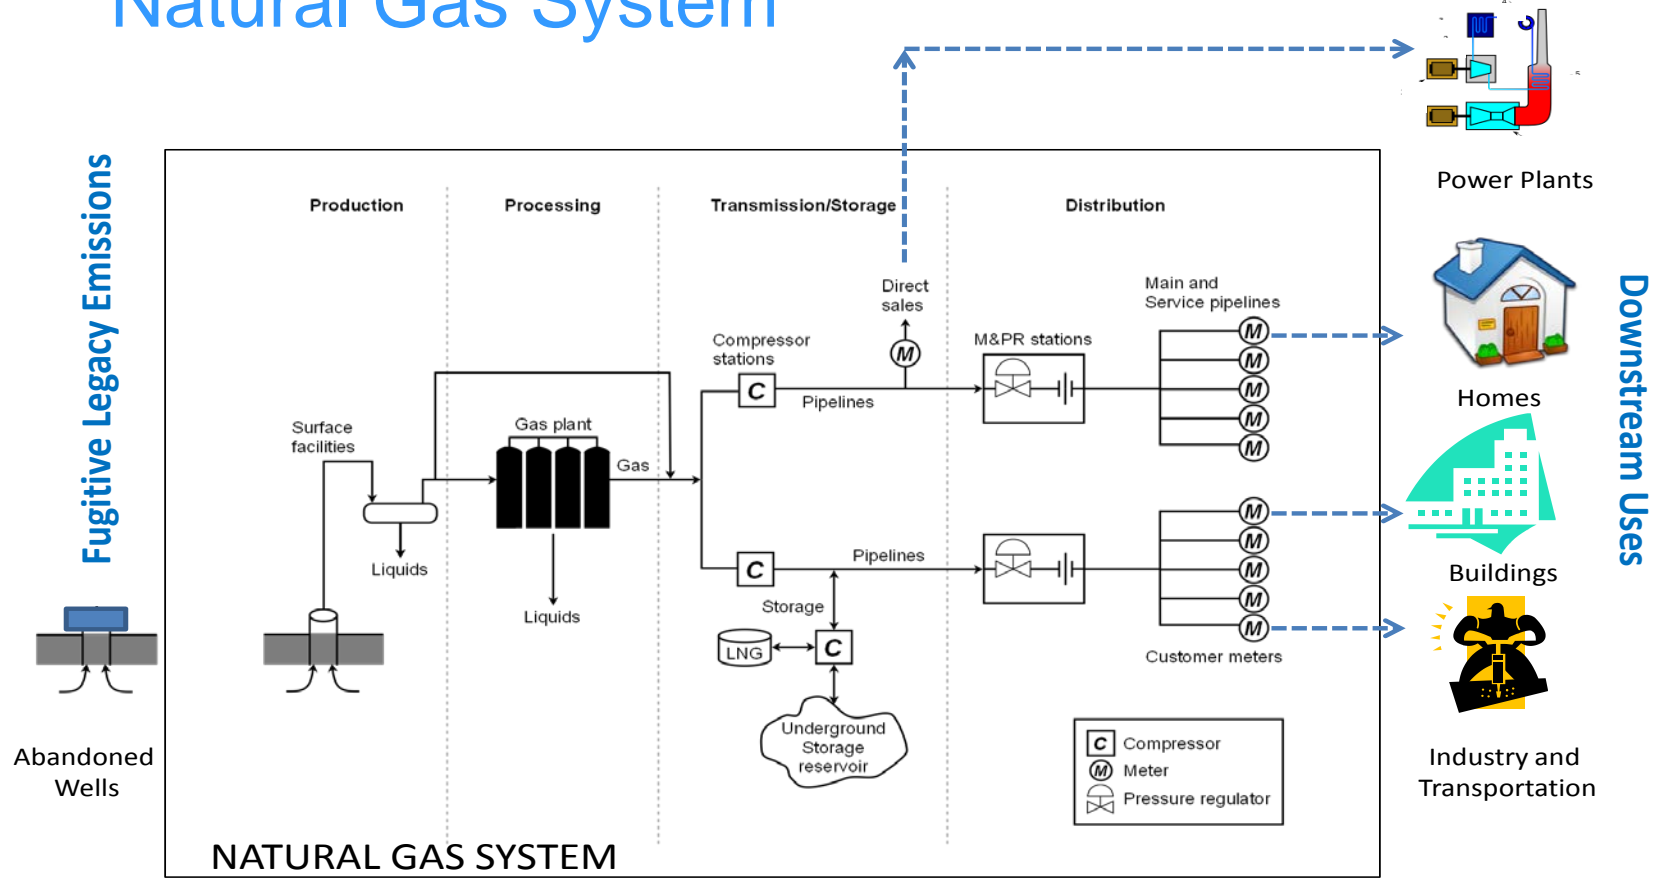 Natural Gas System
Power Plants
Fugitive Legacy Emissions
Production
Processing
Transmission/Storage
Distribution
Direct
sales
Main and
Service pipelines
M
M
M
M
M
M
Compressor
stations
C
Pipelines
M&PR stations
Homes
Downstream Uses
Surface
facilities
Gas plant
Gas
Liquids
Liquids
C
Pipelines
M
M
M
M
M
Storage
LNG
C
Underground
Storage
reservoir
Customer meters
Buildings
C Compressor
M Meter
Pressure regulator
Industry and
Transportation
Abandoned
Wells
NATURAL GAS SYSTEM